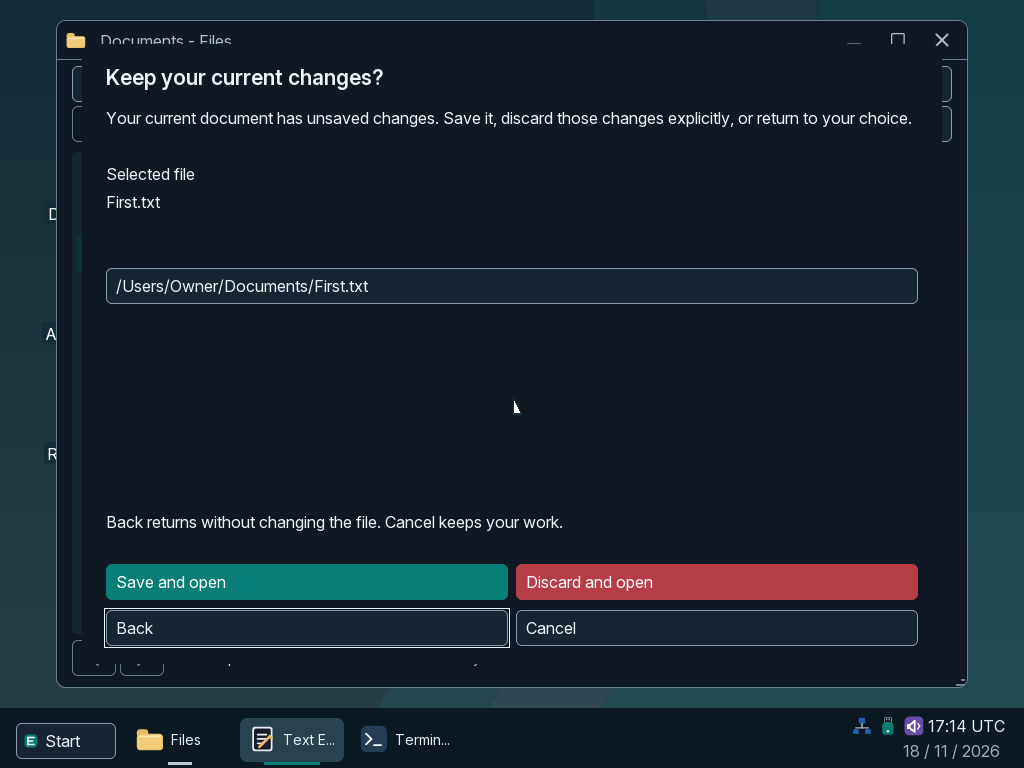 Documents - Files
Keep your current changes?
Your current document has unsaved changes. Save it, discard those changes explicitly, or return to your choice.
Selected file
First.txt
/Users/Owner/Documents/First.txt
Back returns without changing the file. Cancel keeps your work.
Save and open
Discard and open
Back
Cancel
D
A
R
E Start
Files
Text E...
Termin...
17:14 UTC
18 / 11 / 2026